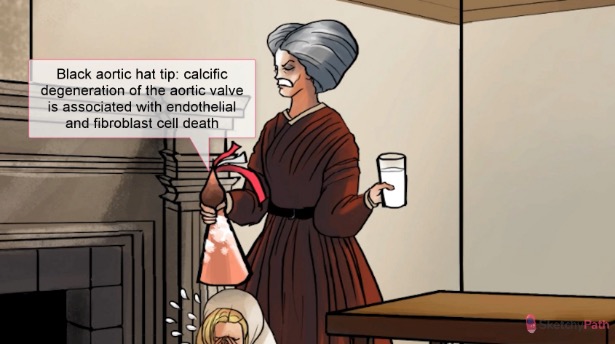 Black aortic hat tip: calcific
degeneration of the aortic valve
is associated with endothelial
and fibroblast cell death
SketchyPath